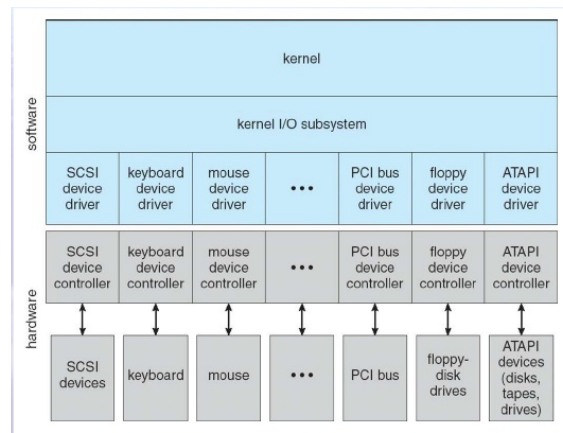 software
kernel
kernel I/O subsystem
SCSI
device
driver
keyboard
device
driver
mouse
device
driver
•••
PCI bus
device
driver
floppy
device
driver
ATAPI
device
driver
hardware
SCSI
device
controller
keyboard
device
controller
mouse
device
controller
•••
PCI bus
device
controller
floppy
device
controller
ATAPI
device
controller
SCSI
devices
keyboard
mouse
•••
PCI bus
floppy-
disk
drives
ATAPI
devices
(disks,
tapes,
drives)